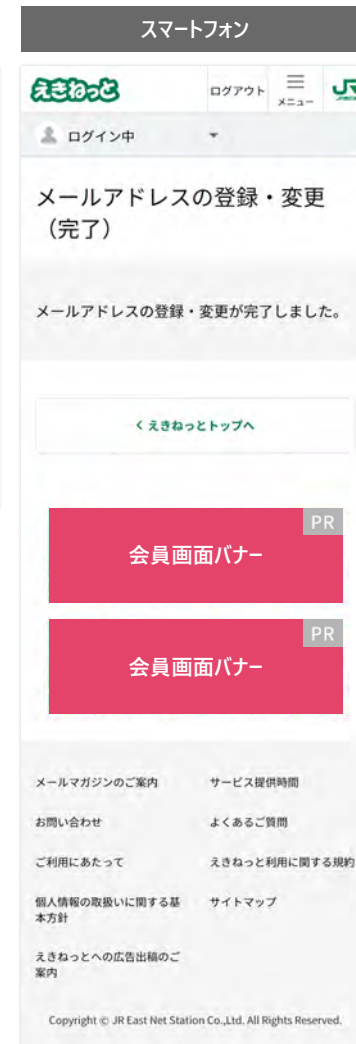 スマートフォン
えきねっと
ログアウト
メニュー
JR
ログイン中
メールアドレスの登録・変更
（完了）
メールアドレスの登録・変更が完了しました。
えきねっとトップへ
PR
会員画面バナー
PR
会員画面バナー
メールマガジンのご案内
サービス提供時間
お問い合わせ
よくあるご質問
ご利用にあたって
えきねっと利用に関する規約
個人情報の取扱いに関する基
本方針
サイトマップ
えきねっとへの広告出稿のご
案内
Copyright © JR East Net Station Co.,Ltd. All Rights Reserved.